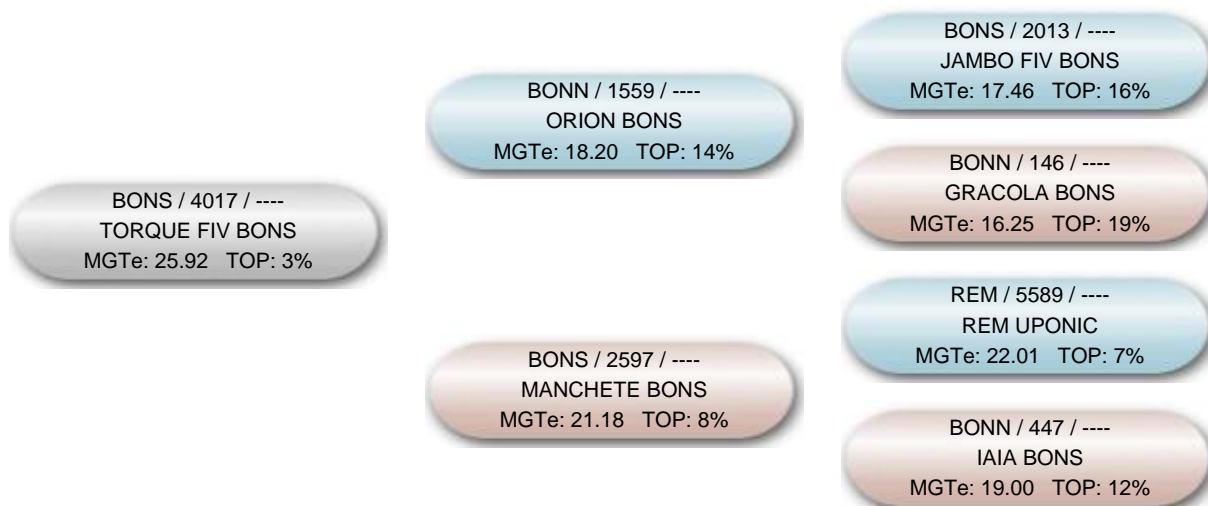 BONS / 4017 / ----
TORQUE FIV BONS
MGTe: 25.92 TOP: 3%
BONN / 1559 / ----
ORION BONS
MGTe: 18.20 TOP: 14%
BONS / 2597 / ----
MANCHETE BONS
MGTe: 21.18 TOP: 8%
BONS / 2013 / ----
JAMBO FIV BONS
MGTe: 17.46 TOP: 16%
BONN / 146 / ----
GRACOLA BONS
MGTe: 16.25 TOP: 19%
REM / 5589 / ----
REM UPONIC
MGTe: 22.01 TOP: 7%
BONN / 447 / ----
IAIA BONS
MGTe: 19.00 TOP: 12%